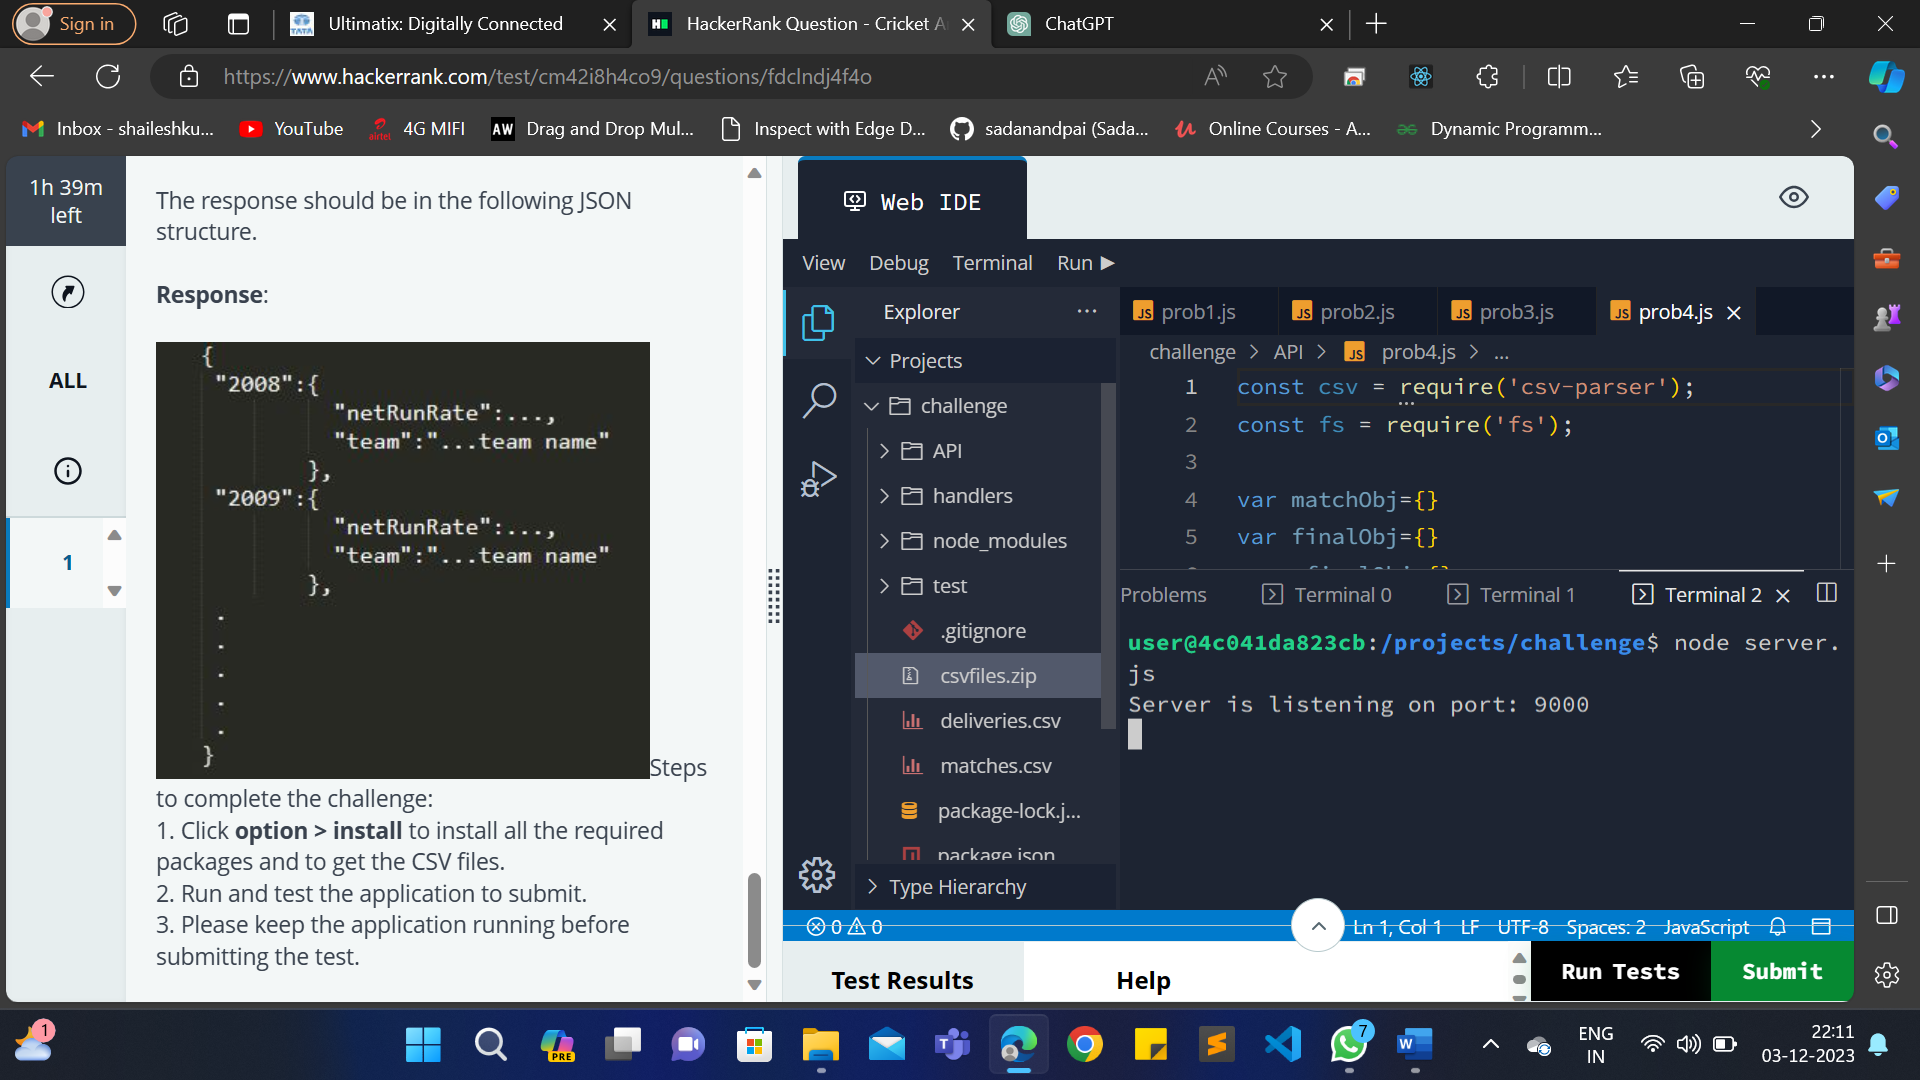 Sign in
Ultimatix: Digitally Connected
HackerRank Question - Cricket A
ChatGPT
https://www.hackerrank.com/test/cm42i8h4co9/questions/fdclndj4f4o
Inbox - shaileshku...
YouTube
4G MIFI
AW
Drag and Drop Mul...
Inspect with Edge D...
sadanandpai (Sada...
Online Courses - A...
Dynamic Programm...
1h 39m
left
ALL
1
The response should be in the following JSON
structure.
Response:
{
"2008":{
"netRunRate":...,
"team":"...team name"
},
"2009":{
"netRunRate":...,
"team":"...team name"
},
.
.
.
.
.
}
Steps
to complete the challenge:
1. Click option > install to install all the required
packages and to get the CSV files.
2. Run and test the application to submit.
3. Please keep the application running before
submitting the test.
Web IDE
View Debug Terminal Run
Explorer ...
Projects
challenge
API
handlers
node_modules
test
.gitignore
csvfiles.zip
deliveries.csv
matches.csv
package-lock.j...
package.json
Type Hierarchy
JS prob1.js
JS prob2.js
JS prob3.js
JS prob4.js
challenge > API > JS prob4.js > ...
1 const csv = require('csv-parser');
2 const fs = require('fs');
3
4 var matchObj={}
5 var finalObj={}
Problems
Terminal 0
Terminal 1
Terminal 2
user@4c041da823cb:/projects/challenge$ node server.
js
Server is listening on port: 9000
0 0
Ln 1, Col 1 LF UTF-8 Spaces: 2 JavaScript
Test Results
Help
Run Tests
Submit
1
PRE
7
ENG
IN
22:11
03-12-2023